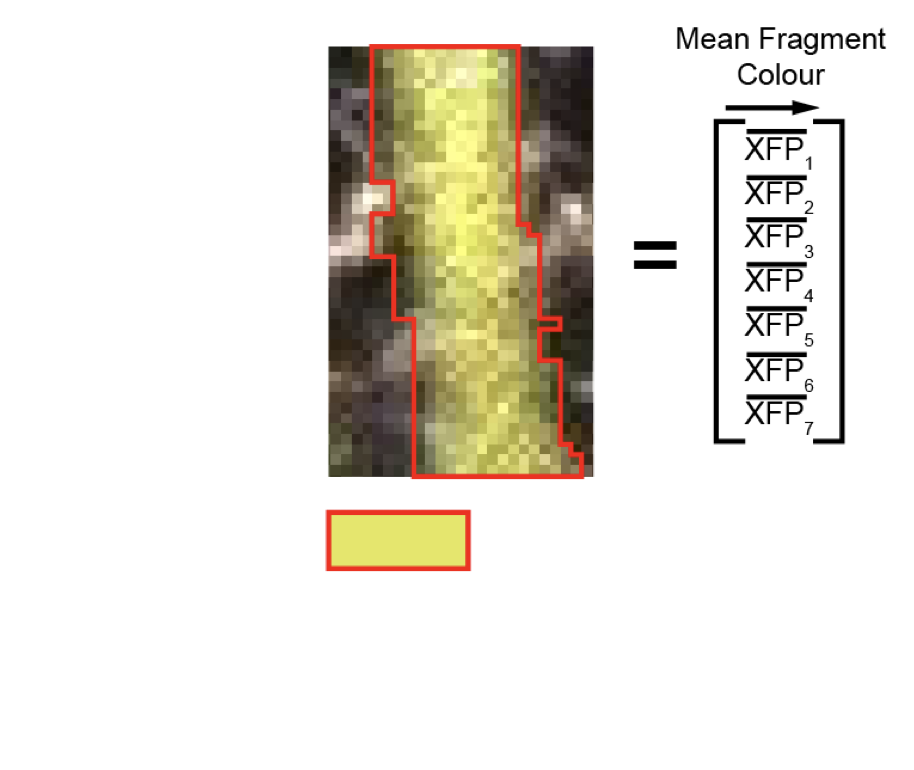 Mean Fragment
Colour
=
XFP1
XFP2
XFP3
XFP4
XFP5
XFP6
XFP7